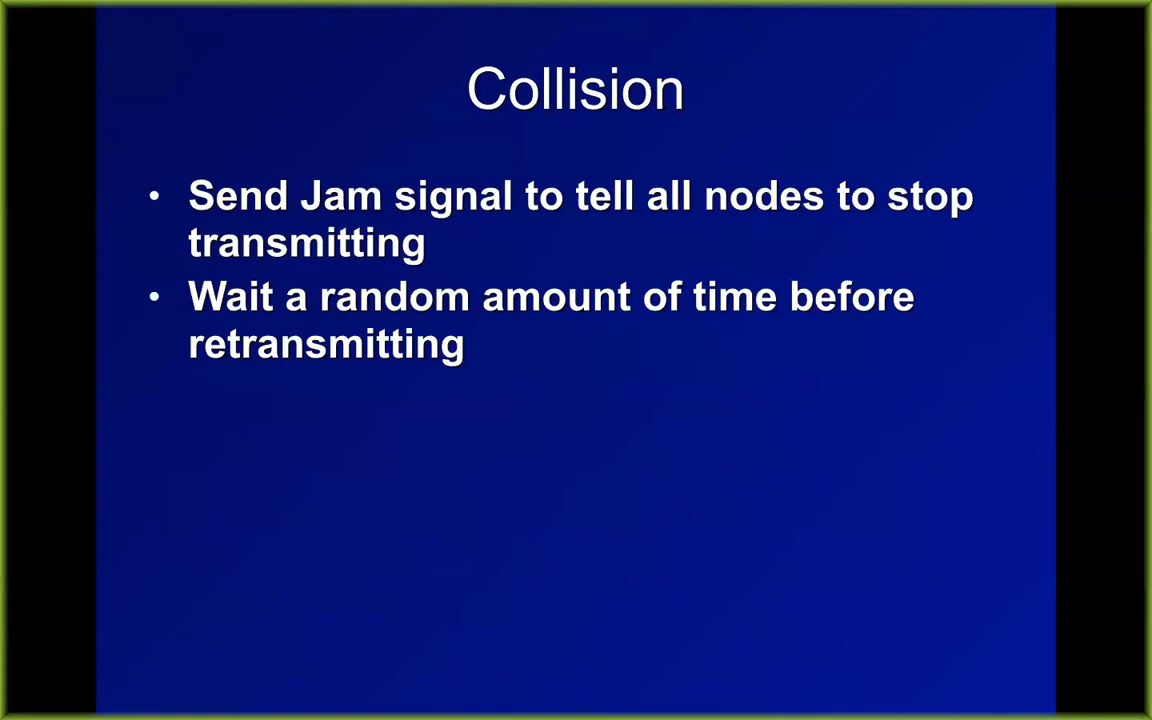 Collision
• Send Jam signal to tell all nodes to stop
transmitting
• Wait a random amount of time before
retransmitting